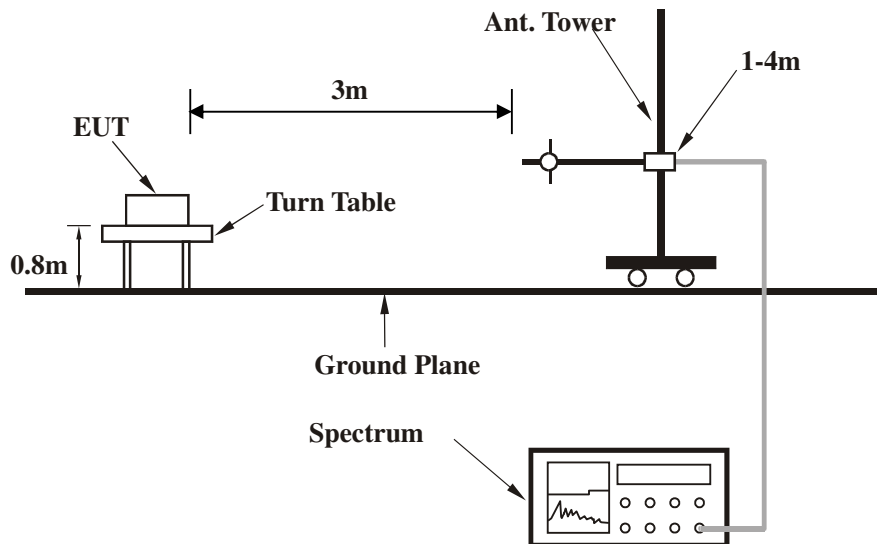 Ant. Tower
1-4m
3m
EUT
Turn Table
0.8m
Ground Plane
Spectrum